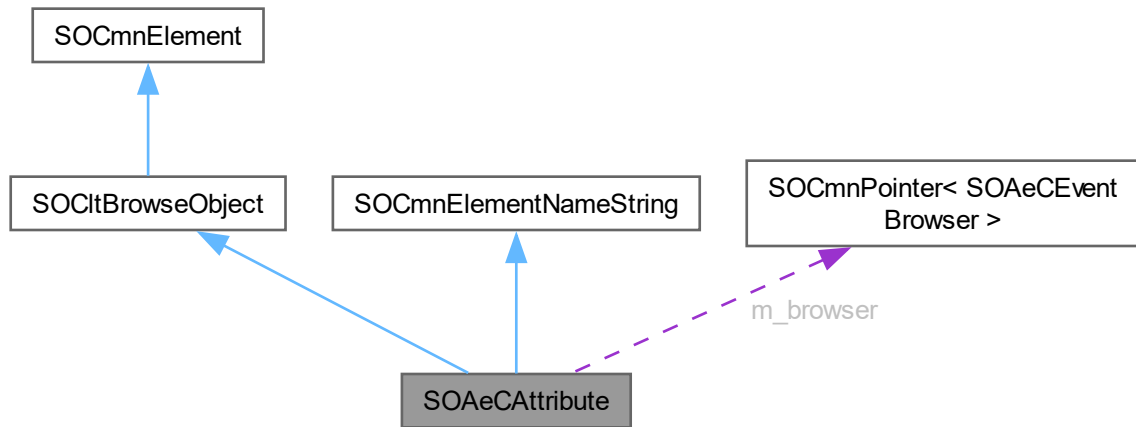 SOCmnElement
SOCltBrowseObject
SOCmnElementNameString
SOCmnPointer< SOAeCEvent
Browser >
m_browser
SOAeCAttribute